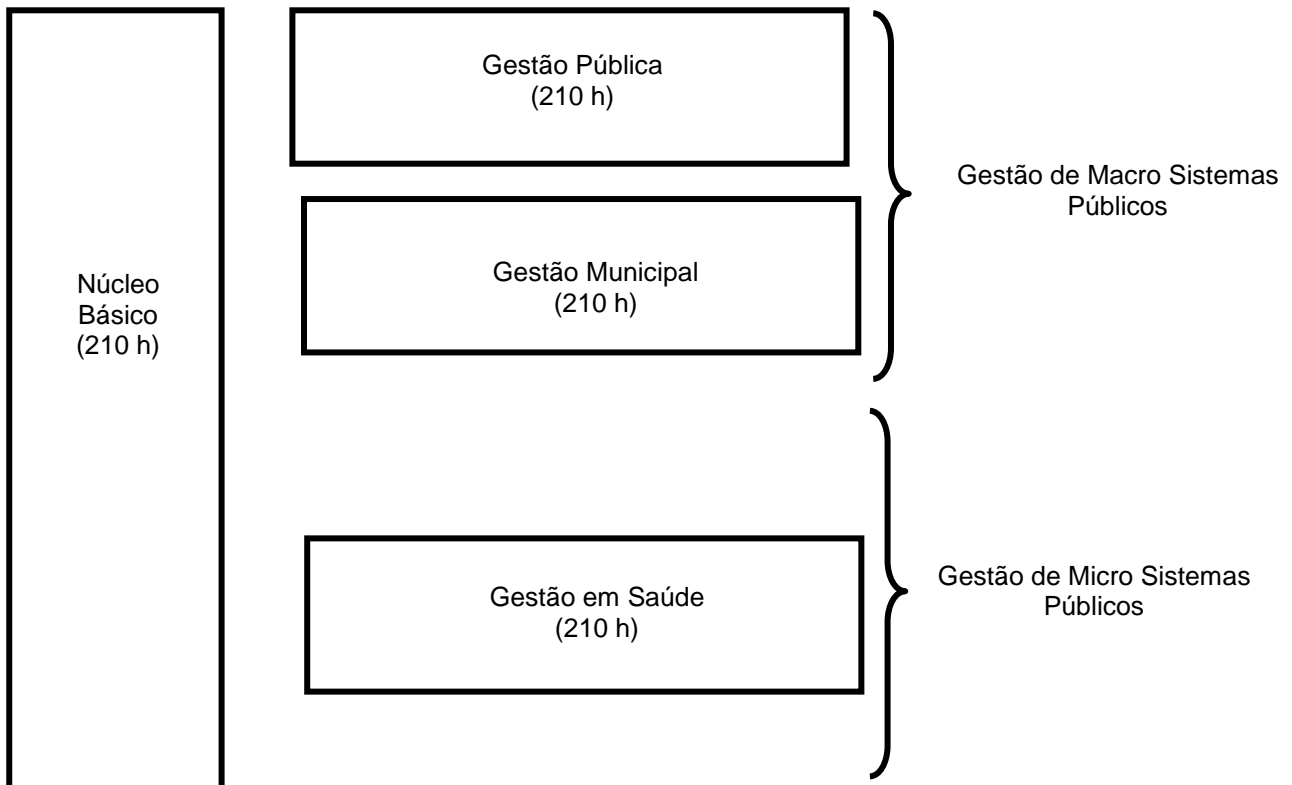 Núcleo
Básico
(210 h)
Gestão Pública
(210 h)
Gestão Municipal
(210 h)
Gestão de Macro Sistemas
Públicos
Gestão em Saúde
(210 h)
Gestão de Micro Sistemas
Públicos